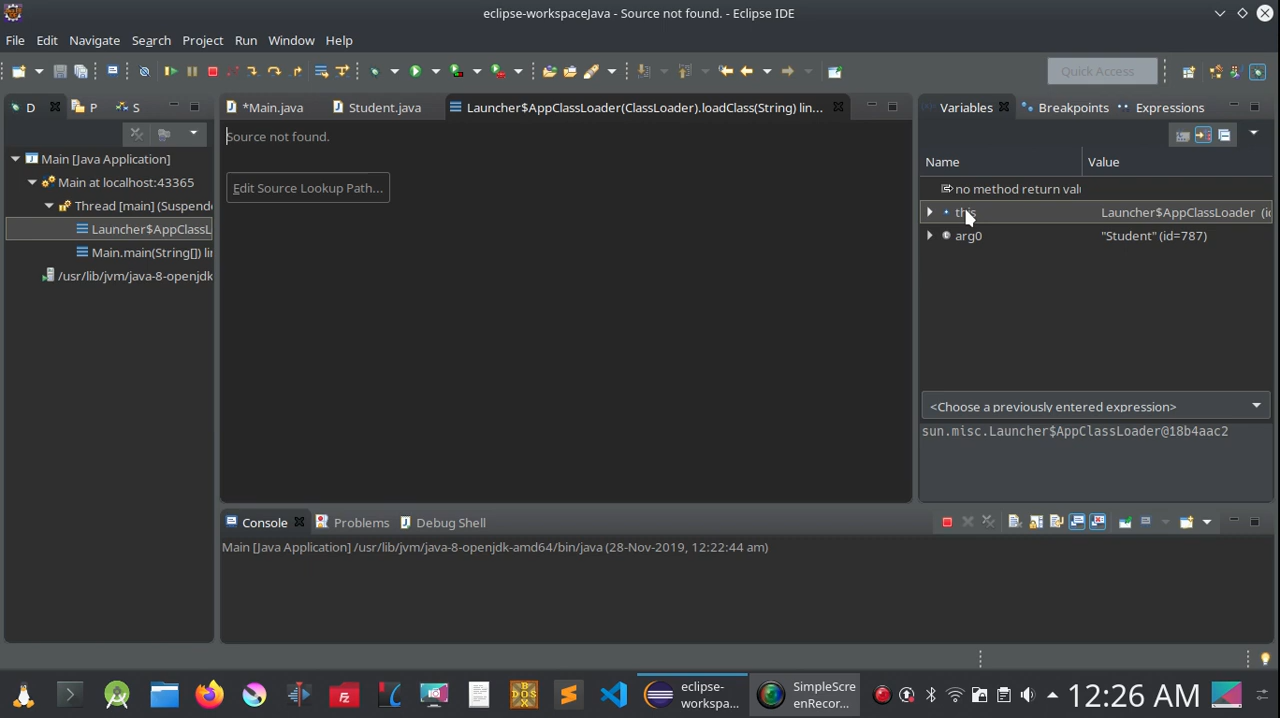 eclipse-workspaceJava - Source not found. - Eclipse IDE
File Edit Navigate Search Project Run Window Help
Quick Access
D P S
*Main.java Student.java Launcher$AppClassLoader(ClassLoader).loadClass(String) lin...
Variables Breakpoints Expressions
Source not found.
Edit Source Lookup Path...
Main [Java Application]
Main at localhost:43365
Thread [main] (Suspend
Launcher$AppClassL
Main.main(String[]) li
/usr/lib/jvm/java-8-openjdk
Name Value
no method return val
this Launcher$AppClassLoader (i
arg0 "Student" (id=787)
<Choose a previously entered expression>
sun.misc.Launcher$AppClassLoader@18b4aac2
Console Problems Debug Shell
Main [Java Application] /usr/lib/jvm/java-8-openjdk-amd64/bin/java (28-Nov-2019, 12:22:44 am)
eclipse-
workspa...
SimpleScre
enRecor...
12:26 AM